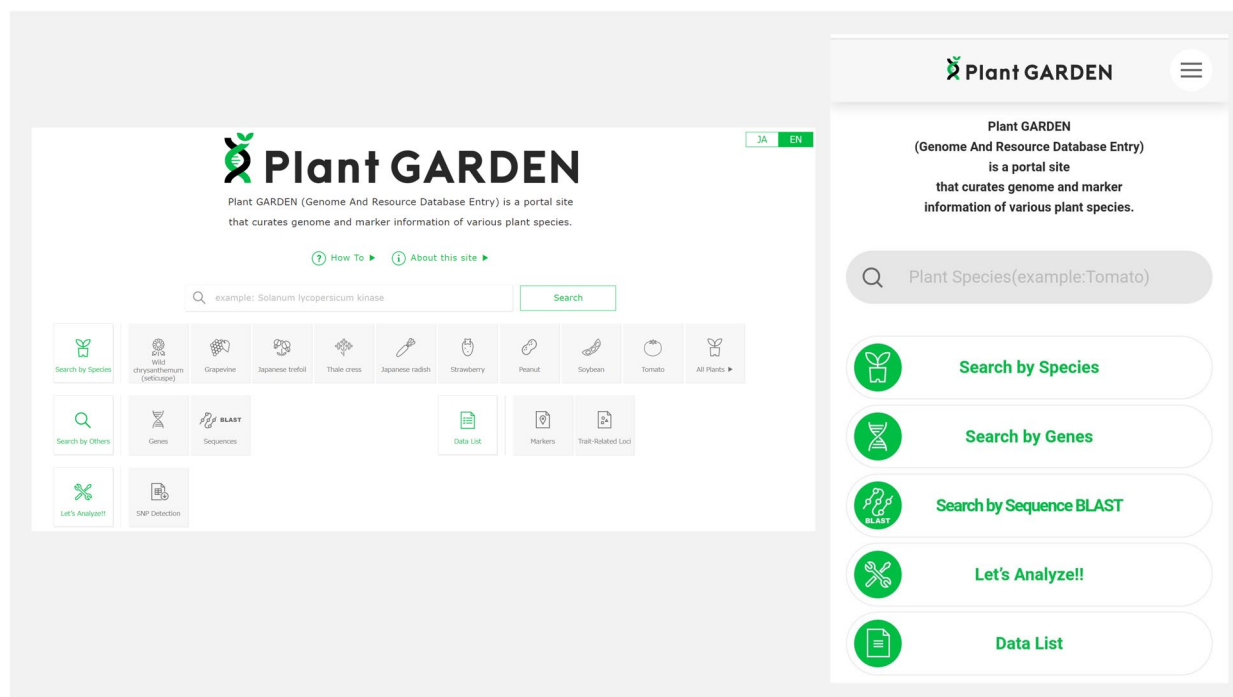 Plant GARDEN
JA EN
Plant GARDEN (Genome And Resource Database Entry) is a portal site
that curates genome and marker information of various plant species.
? How To ▶ i About this site ▶
example: Solanum lycopersicum kinase
Search
Search by Species
Wild
chrysanthemum
(seticuspe)
Grapevine
Japanese trefoil
Thale cress
Japanese radish
Strawberry
Peanut
Soybean
Tomato
All Plants ▶
Search by Others
Genes
BLAST
Sequences
Data List
Markers
Trait-Related Loci
Let's Analyze!!
SNP Detection
Plant GARDEN
Plant GARDEN
(Genome And Resource Database Entry)
is a portal site
that curates genome and marker
information of various plant species.
Plant Species(example:Tomato)
Search by Species
Search by Genes
BLAST
Search by Sequence BLAST
Let's Analyze!!
Data List